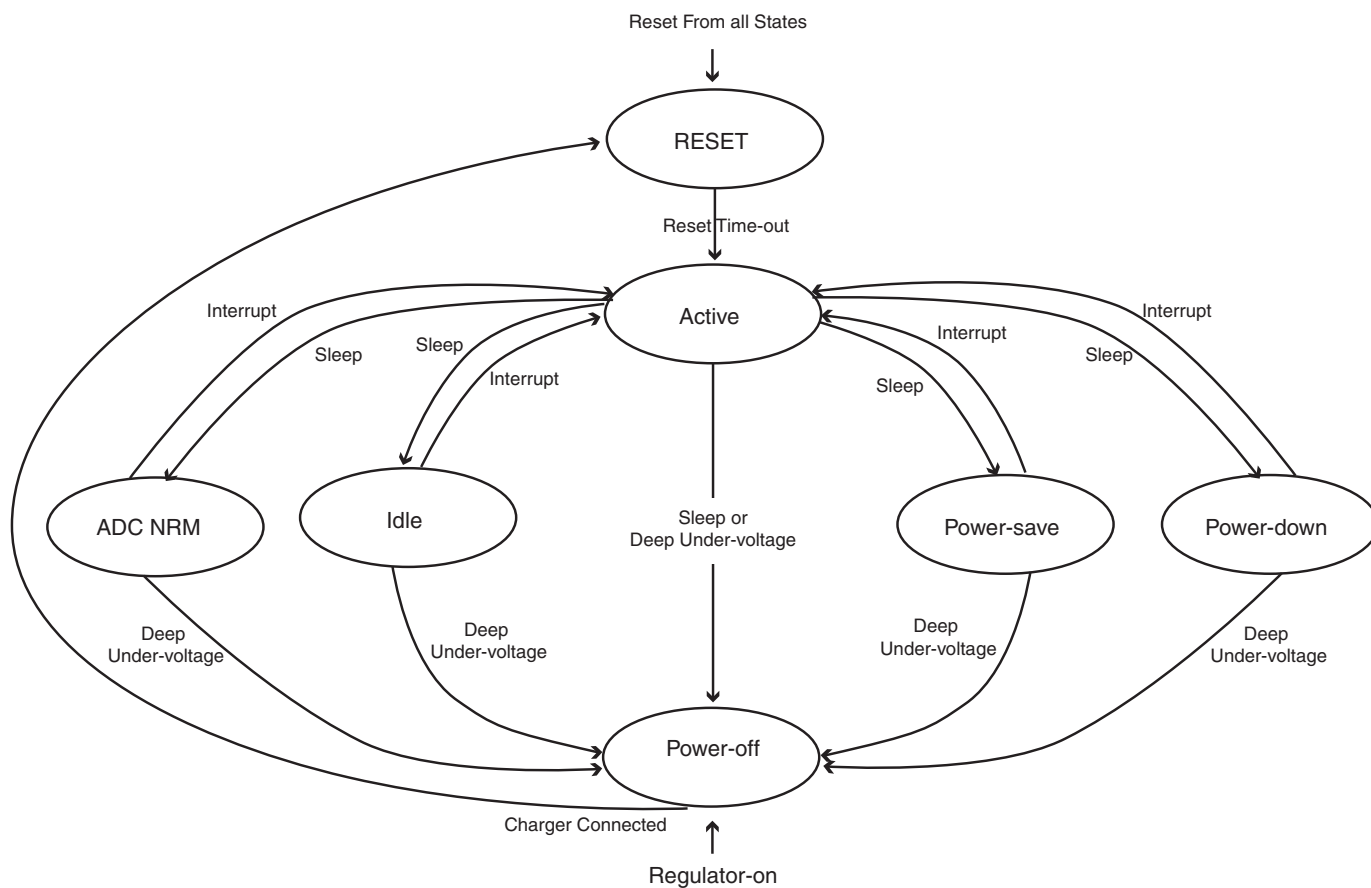 Reset From all States
RESET
Reset Time-out
Active
Interrupt
Sleep
Sleep
Interrupt
Interrupt
Sleep
Interrupt
Sleep
ADC NRM
Idle
Sleep or
Deep Under-voltage
Power-save
Power-down
Deep
Under-voltage
Deep
Under-voltage
Deep
Under-voltage
Deep
Under-voltage
Power-off
Charger Connected
Regulator-on